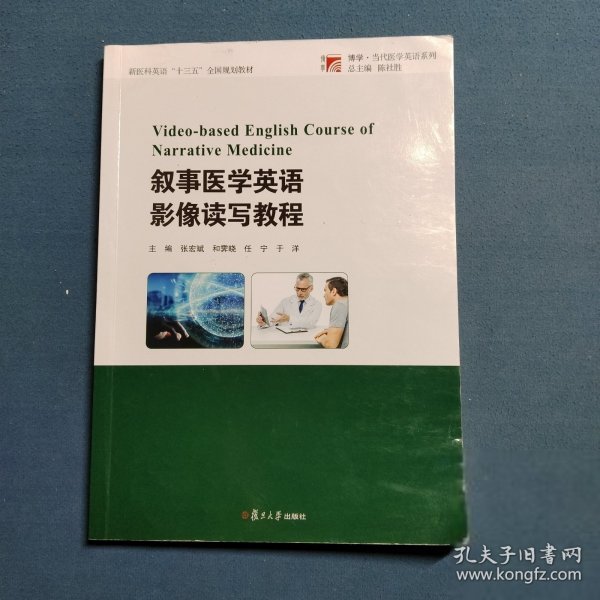 新医科英语“十三五”全国规划教材
博学
博学·当代医学英语系列
总主编 陈社胜
Video-based English Course of
Narrative Medicine
叙事医学英语
影像读写教程
主 编 张宏斌 和霁晓 任 宁 于 洋
复旦大学出版社
孔夫子旧书网
www.kongfz.com